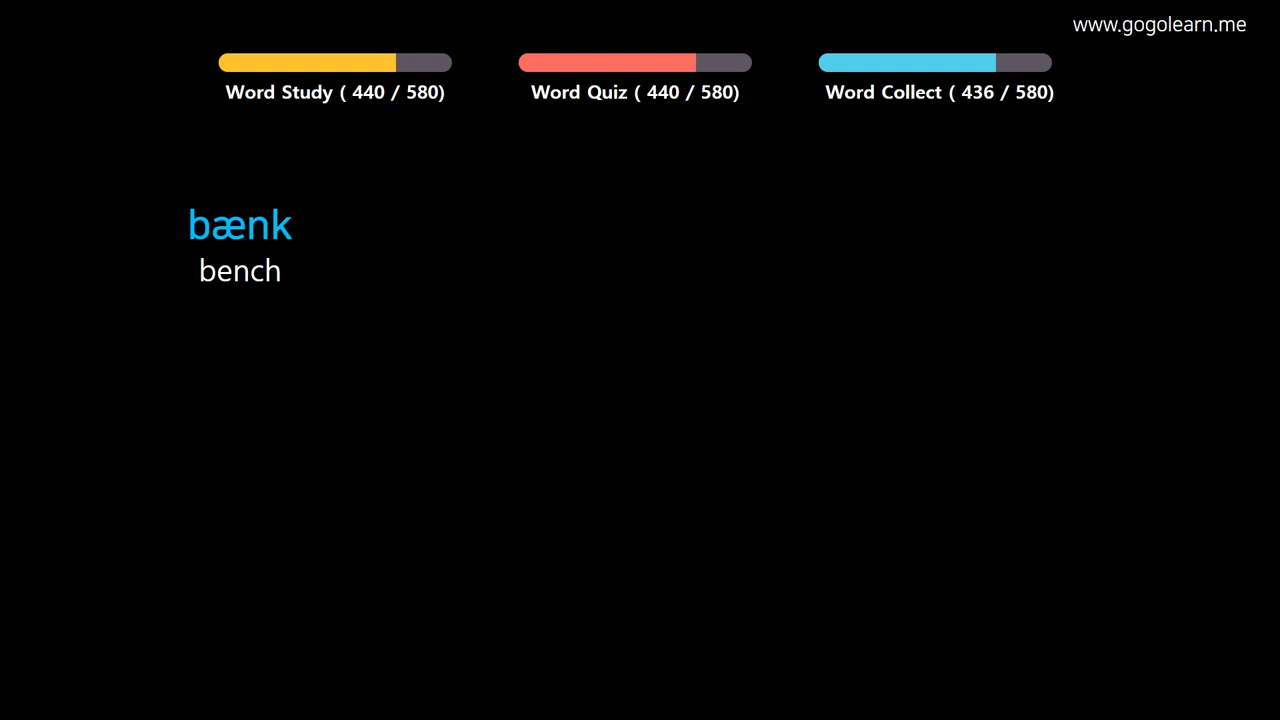 www.gogolearn.me
Word Study ( 440 / 580)
Word Quiz ( 440 / 580)
Word Collect ( 436 / 580)
bænk
bench